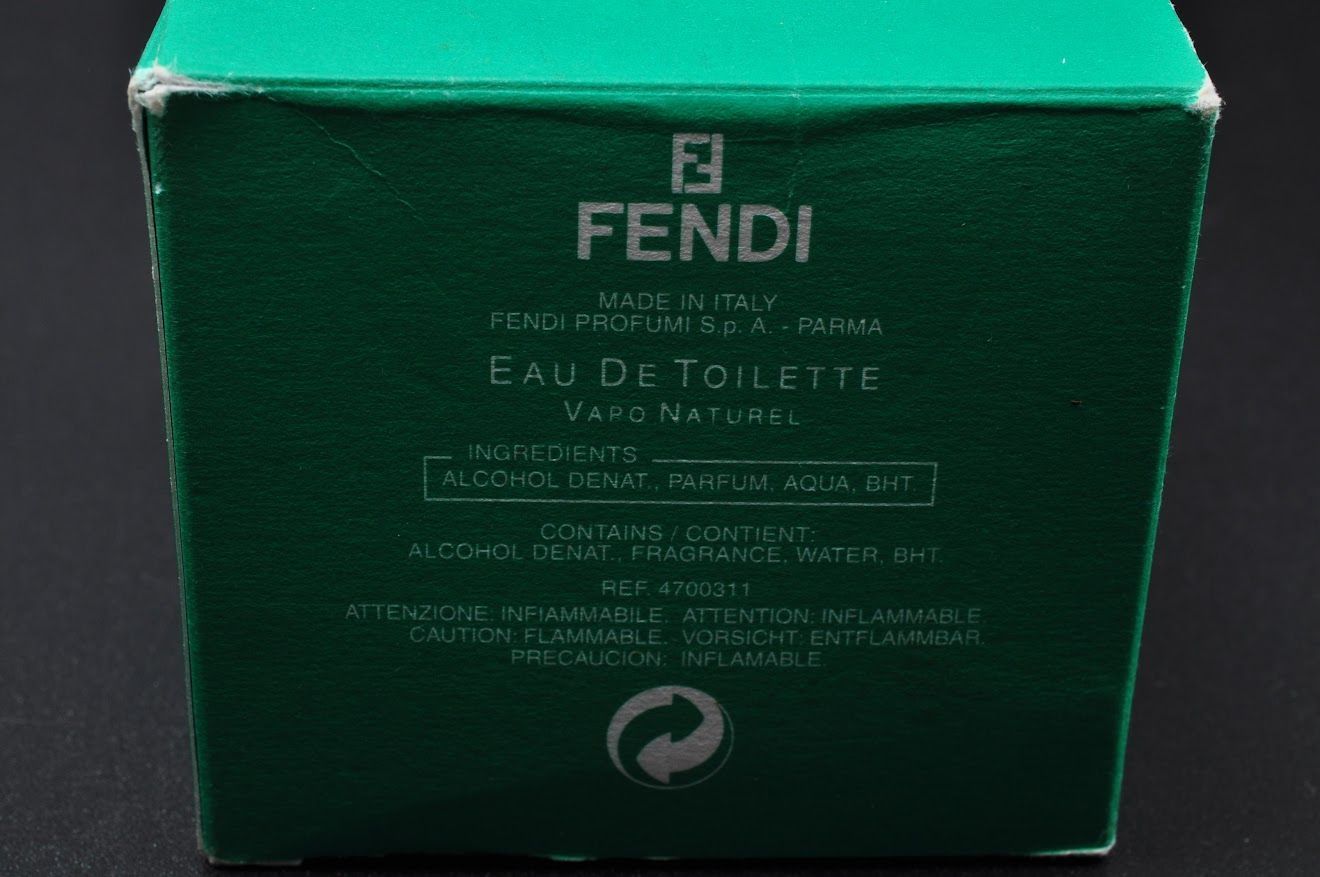 FENDI
MADE IN ITALY
FENDI PROFUMI S.p. A. - PARMA
EAU DE TOILETTE
VAPO NATUREL
INGREDIENTS
ALCOHOL DENAT., PARFUM, AQUA, BHT.
CONTAINS / CONTIENT:
ALCOHOL DENAT., FRAGRANCE, WATER, BHT.
REF. 4700311
ATTENZIONE: INFIAMMABILE. ATTENTION: INFLAMMABLE.
CAUTION: FLAMMABLE. VORSICHT: ENTFLAMMBAR.
PRECAUCION: INFLAMABLE.